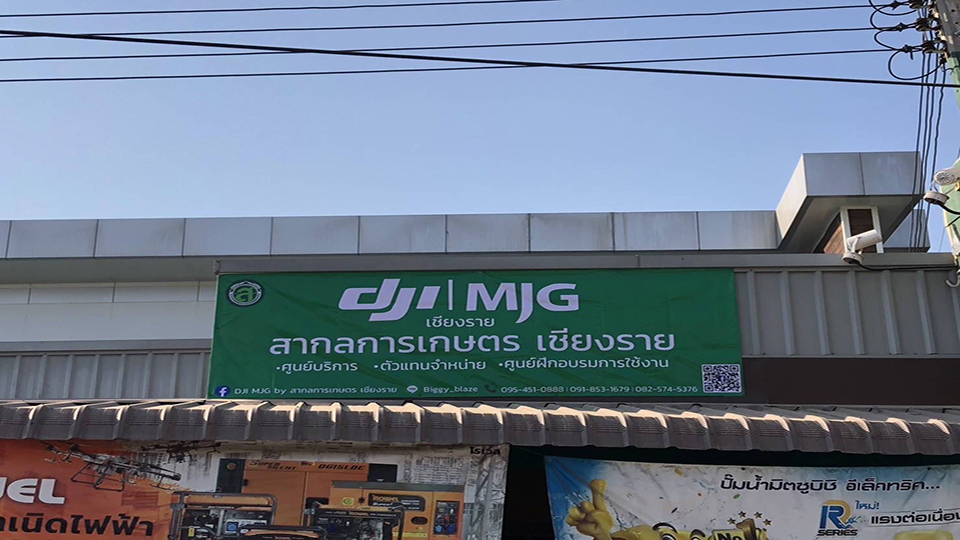 dji | MJG
เชียงราย
สากลการเกษตร เชียงราย
•ศูนย์บริการ •ตัวแทนจำหน่าย •ศูนย์ฝึกอบรมการใช้งาน
DJI MJG by สากลการเกษตร เชียงราย Biggy_blaze 095-451-0888 | 091-853-1679 | 082-574-5376
UEL
เนิดไฟฟ้า
ปั๊มน้ำมิตซูบิชิ อีเล็คทริค...
R SERIES
ใหม่!
แรงต่อเนื่อง
No